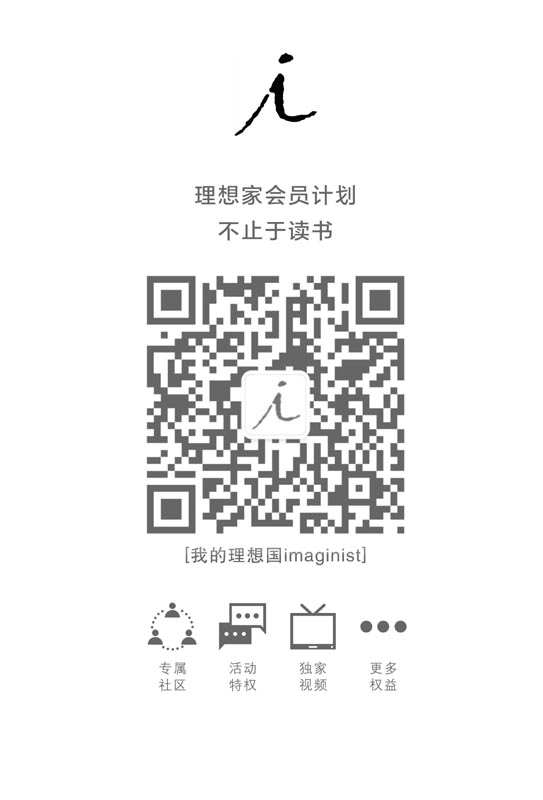 i
理想家会员计划
不止于读书
i
[我的理想国imaginist]
专属 活动 独家 更多
社区 特权 视频 权益